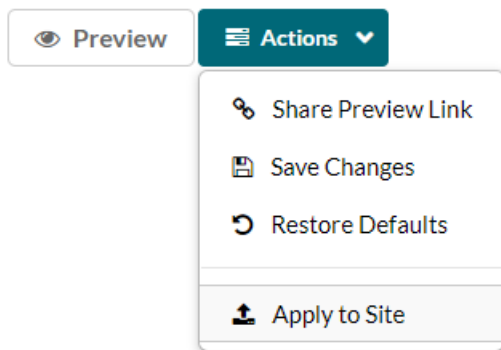 Preview
Actions
Share Preview Link
Save Changes
Restore Defaults
Apply to Site